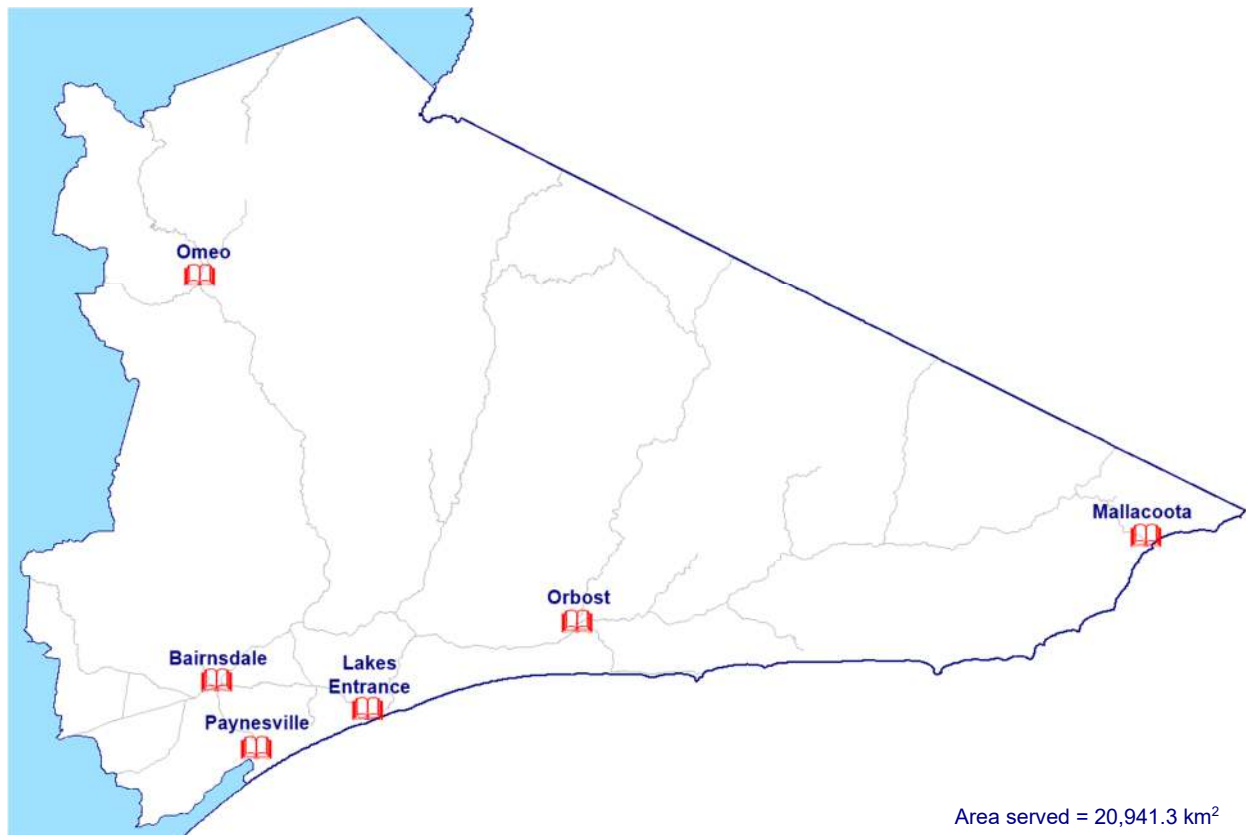 Omeo
Mallacoota
Orbost
Bairnsdale
Lakes
Entrance
Paynesville
Area served = 20,941.3 km²